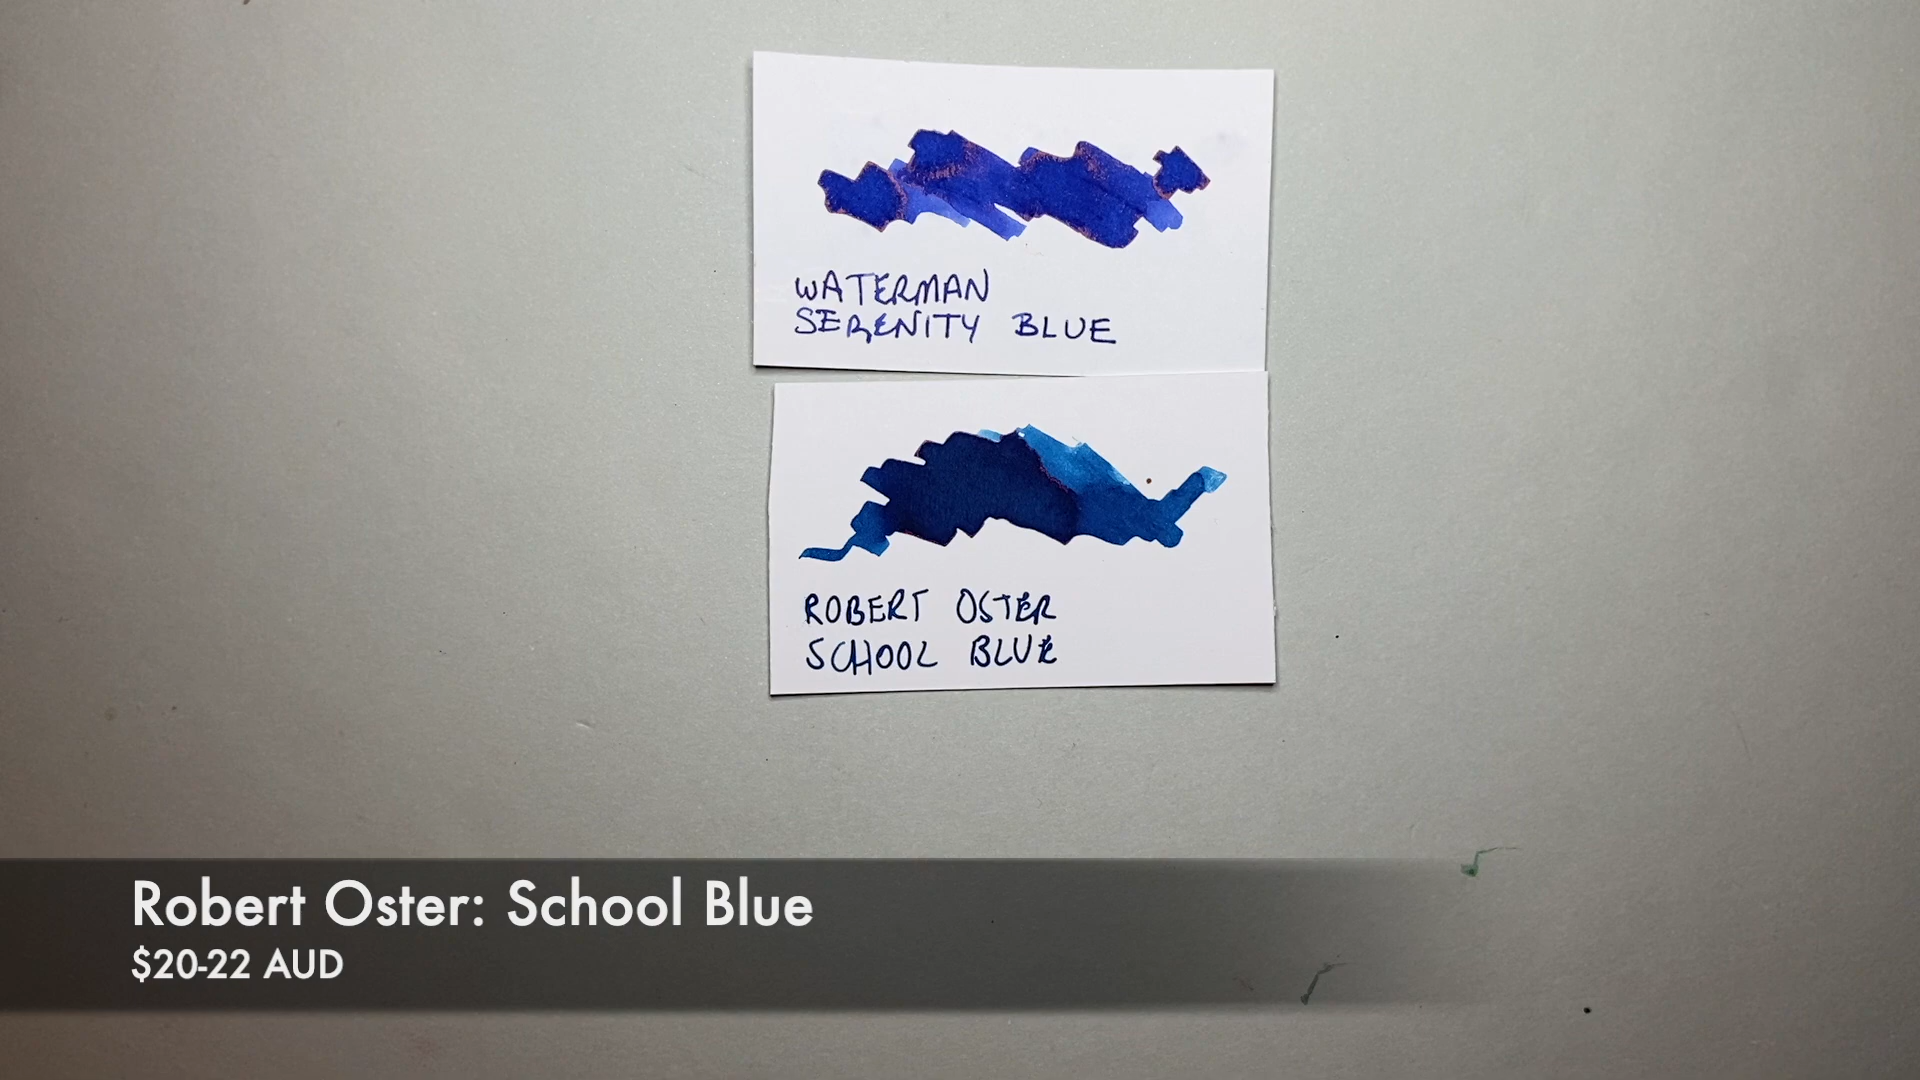 WATERMAN
SERENITY BLUE
ROBERT OSTER
SCHOOL BLUE
Robert Oster: School Blue
$20-22 AUD